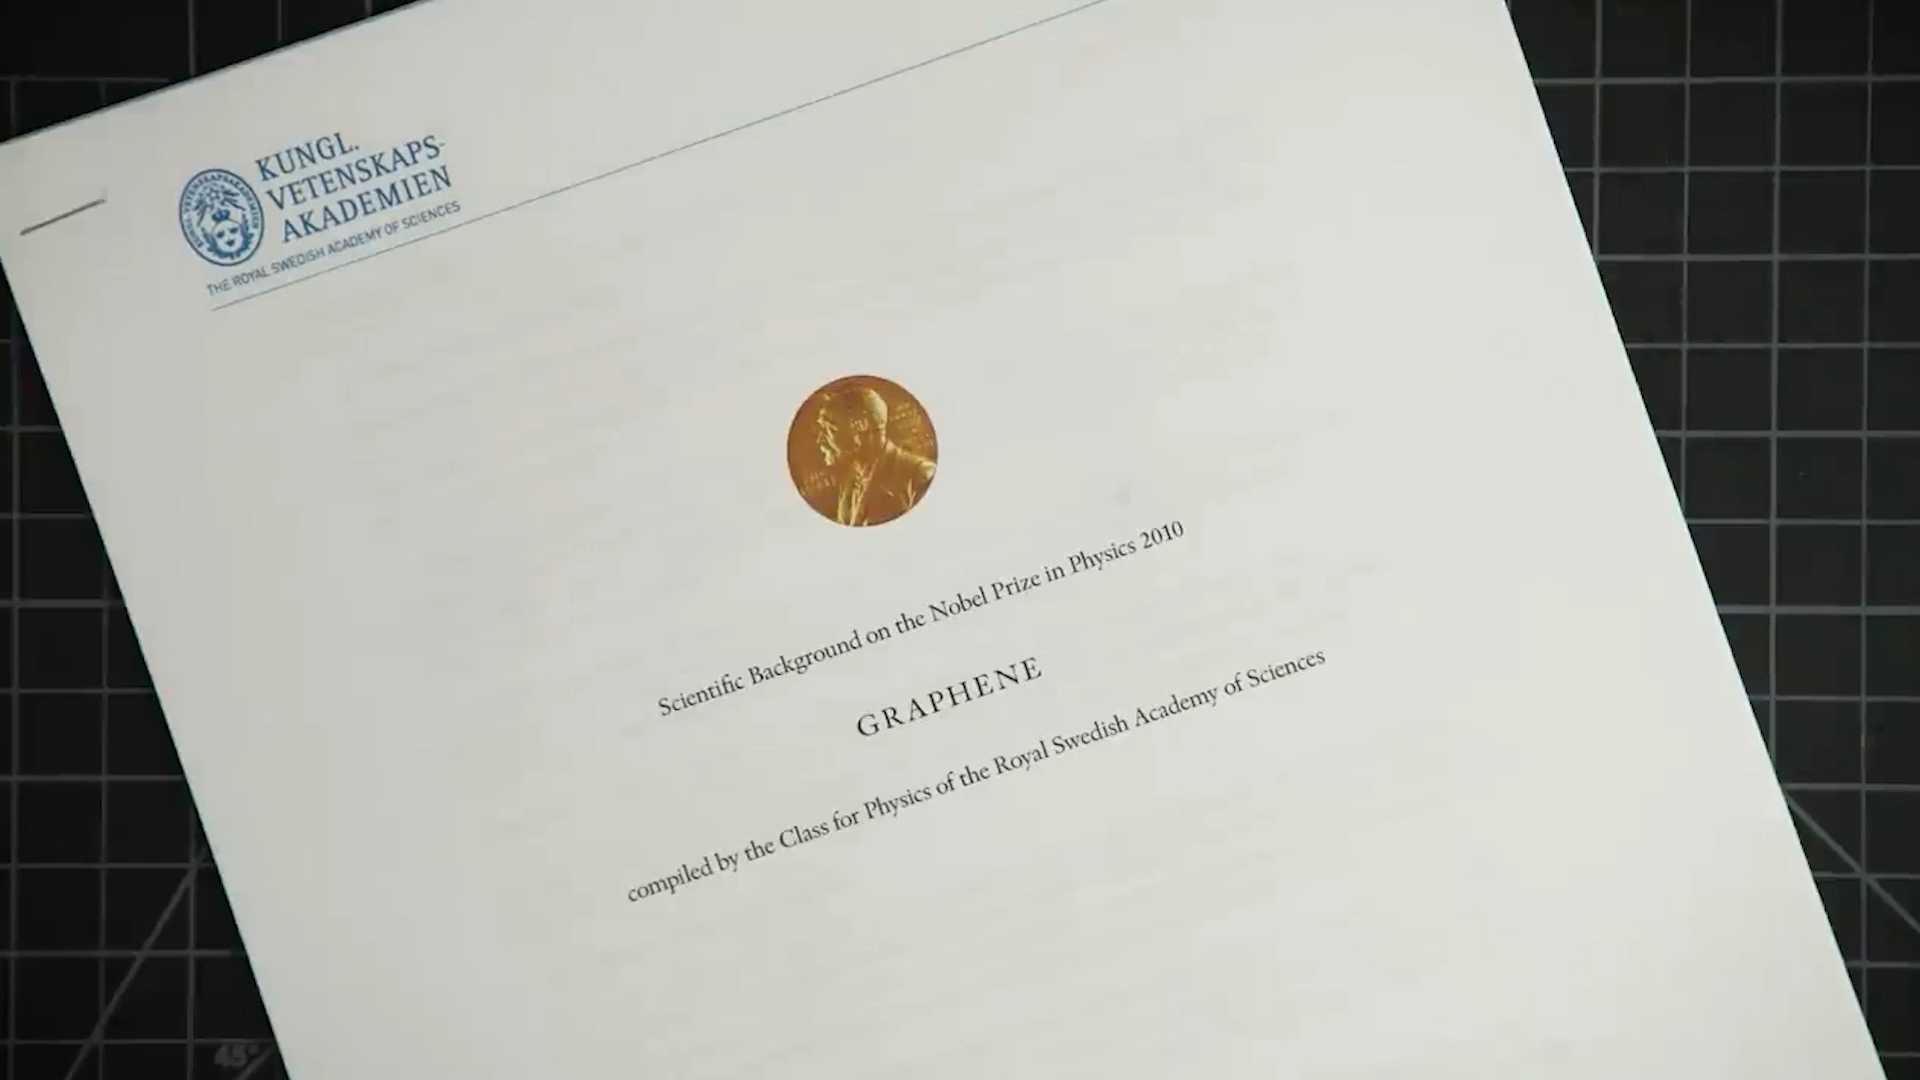 KUNGL.
VETENSKAPS-
AKADEMIEN
THE ROYAL SWEDISH ACADEMY OF SCIENCES
Scientific Background on the Nobel Prize in Physics 2010
GRAPHENE
compiled by the Class for Physics of the Royal Swedish Academy of Sciences
45°